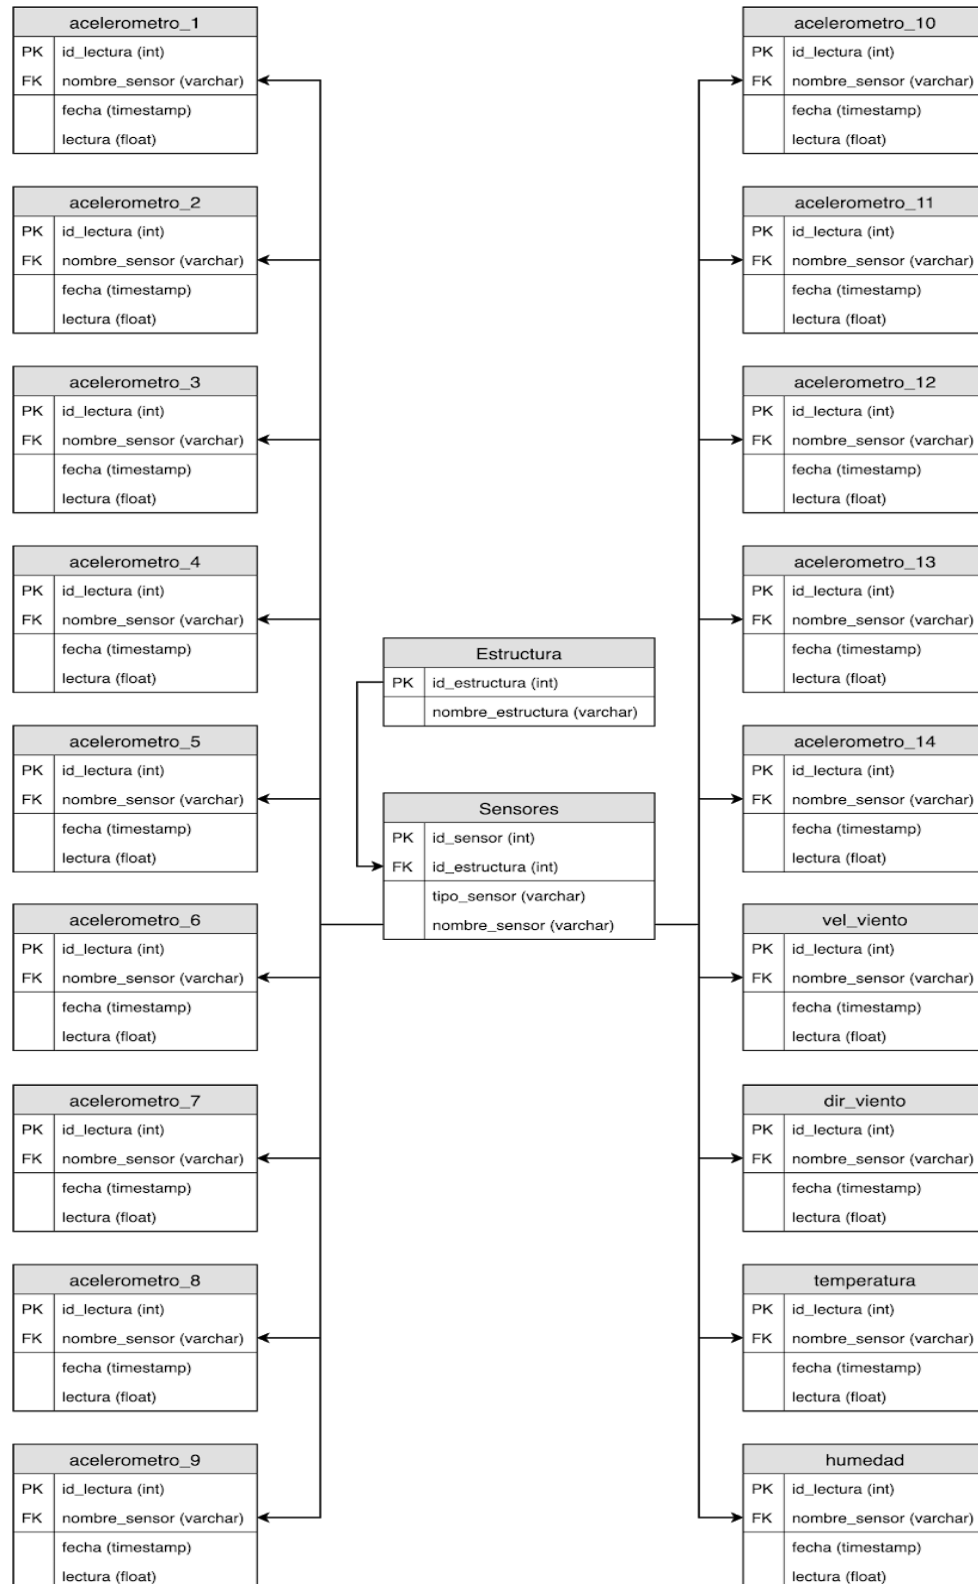 acelerometro_1
PK id_lectura (int)
FK nombre_sensor (varchar)
fecha (timestamp)
lectura (float)
acelerometro_2
PK id_lectura (int)
FK nombre_sensor (varchar)
fecha (timestamp)
lectura (float)
acelerometro_3
PK id_lectura (int)
FK nombre_sensor (varchar)
fecha (timestamp)
lectura (float)
acelerometro_4
PK id_lectura (int)
FK nombre_sensor (varchar)
fecha (timestamp)
lectura (float)
acelerometro_5
PK id_lectura (int)
FK nombre_sensor (varchar)
fecha (timestamp)
lectura (float)
acelerometro_6
PK id_lectura (int)
FK nombre_sensor (varchar)
fecha (timestamp)
lectura (float)
acelerometro_7
PK id_lectura (int)
FK nombre_sensor (varchar)
fecha (timestamp)
lectura (float)
acelerometro_8
PK id_lectura (int)
FK nombre_sensor (varchar)
fecha (timestamp)
lectura (float)
acelerometro_9
PK id_lectura (int)
FK nombre_sensor (varchar)
fecha (timestamp)
lectura (float)
Estructura
PK id_estructura (int)
nombre_estructura (varchar)
Sensores
PK id_sensor (int)
FK id_estructura (int)
tipo_sensor (varchar)
nombre_sensor (varchar)
acelerometro_10
PK id_lectura (int)
FK nombre_sensor (varchar)
fecha (timestamp)
lectura (float)
acelerometro_11
PK id_lectura (int)
FK nombre_sensor (varchar)
fecha (timestamp)
lectura (float)
acelerometro_12
PK id_lectura (int)
FK nombre_sensor (varchar)
fecha (timestamp)
lectura (float)
acelerometro_13
PK id_lectura (int)
FK nombre_sensor (varchar)
fecha (timestamp)
lectura (float)
acelerometro_14
PK id_lectura (int)
FK nombre_sensor (varchar)
fecha (timestamp)
lectura (float)
vel_viento
PK id_lectura (int)
FK nombre_sensor (varchar)
fecha (timestamp)
lectura (float)
dir_viento
PK id_lectura (int)
FK nombre_sensor (varchar)
fecha (timestamp)
lectura (float)
temperatura
PK id_lectura (int)
FK nombre_sensor (varchar)
fecha (timestamp)
lectura (float)
humedad
PK id_lectura (int)
FK nombre_sensor (varchar)
fecha (timestamp)
lectura (float)